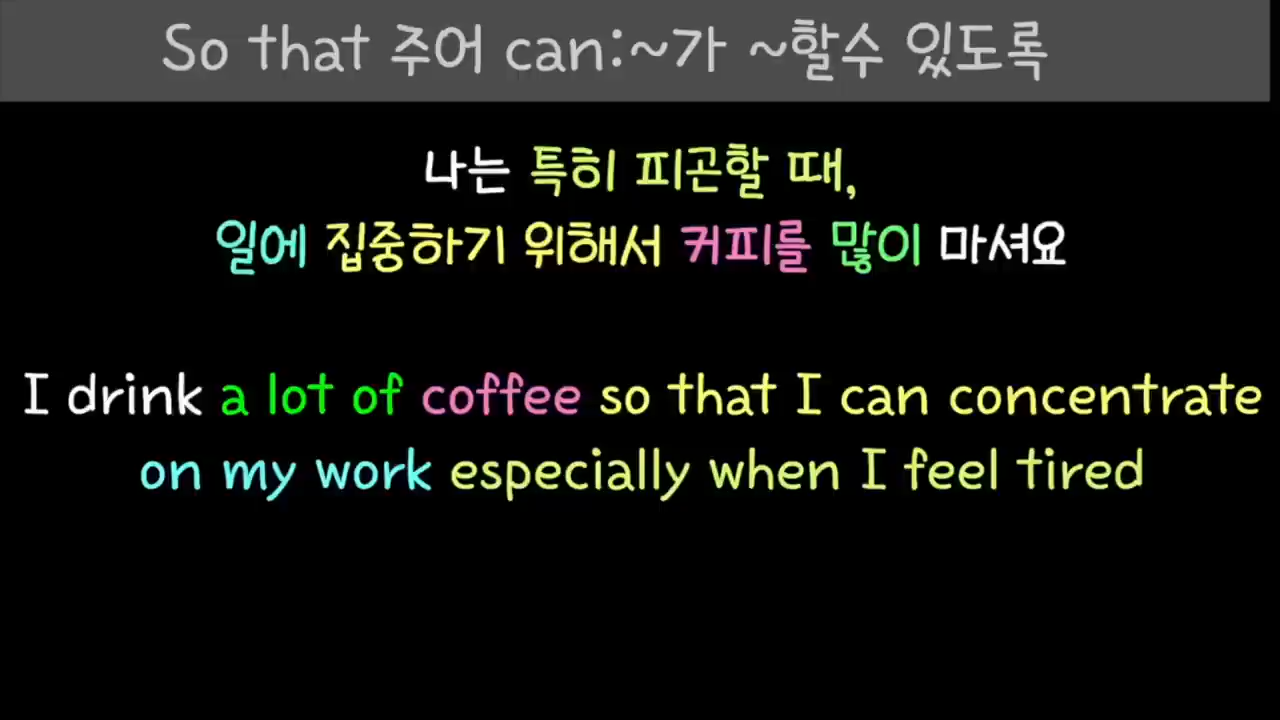 So that 주어 can:~가 ~할수 있도록
나는 특히 피곤할 때,
일에 집중하기 위해서 커피를 많이 마셔요
I drink a lot of coffee so that I can concentrate
on my work especially when I feel tired